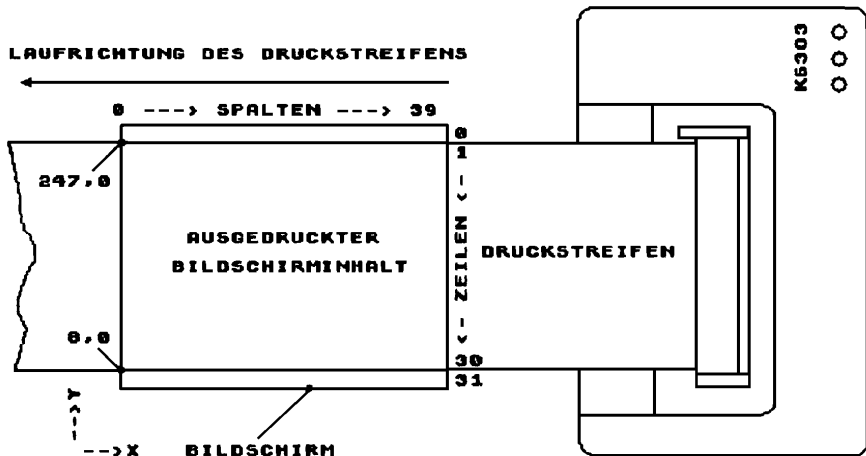 LAUFRICHTUNG DES DRUCKSTREIFENS
K6303
0 ---> SPALTEN ---> 39
0
1
247,0
AUSGEDRUCKTER
BILDSCHIRMINHALT
<- ZEILEN <-
DRUCKSTREIFEN
8,0
30
31
-->Y
-->X
BILDSCHIRM